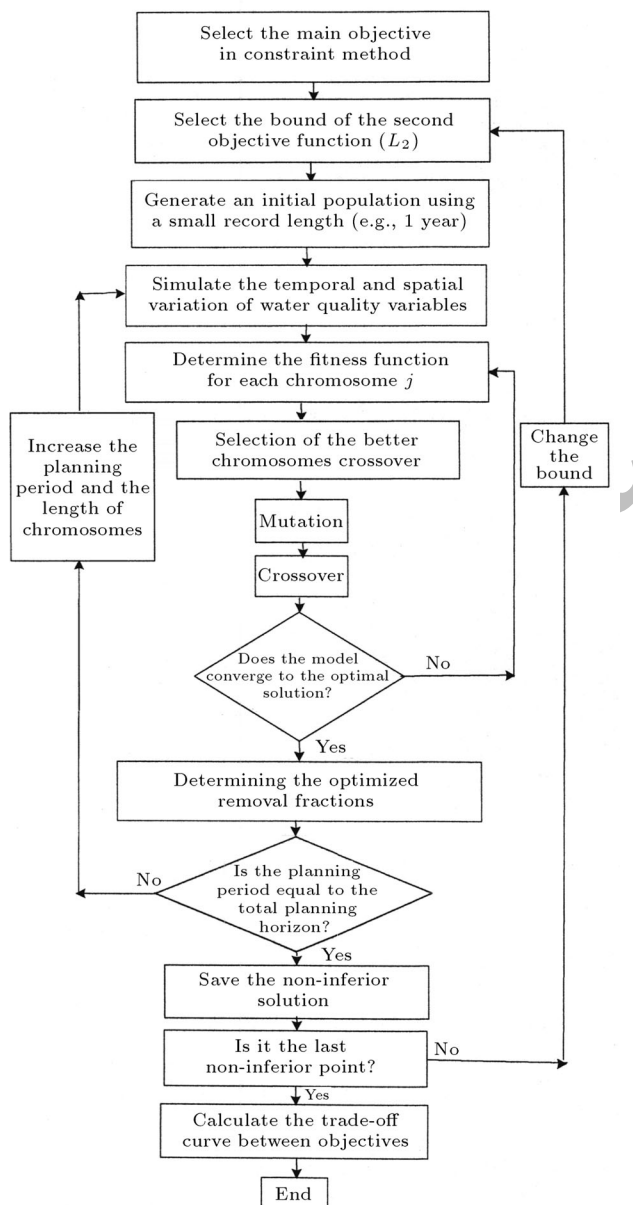 Select the main objective
in constraint method
Select the bound of the second
objective function (L₂)
Generate an initial population using
a small record length (e.g., 1 year)
Simulate the temporal and spatial
variation of water quality variables
Determine the fitness function
for each chromosome j
Increase the
planning
period and the
length of
chromosomes
Selection of the better
chromosomes crossover
Change
the
bound
Mutation
Crossover
Does the model
converge to the optimal
solution?
No
Yes
Determining the optimized
removal fractions
No
Is the planning
period equal to the
total planning
horizon?
Yes
Save the non-inferior
solution
Is it the last
non-inferior point?
No
Yes
Calculate the trade-off
curve between objectives
End